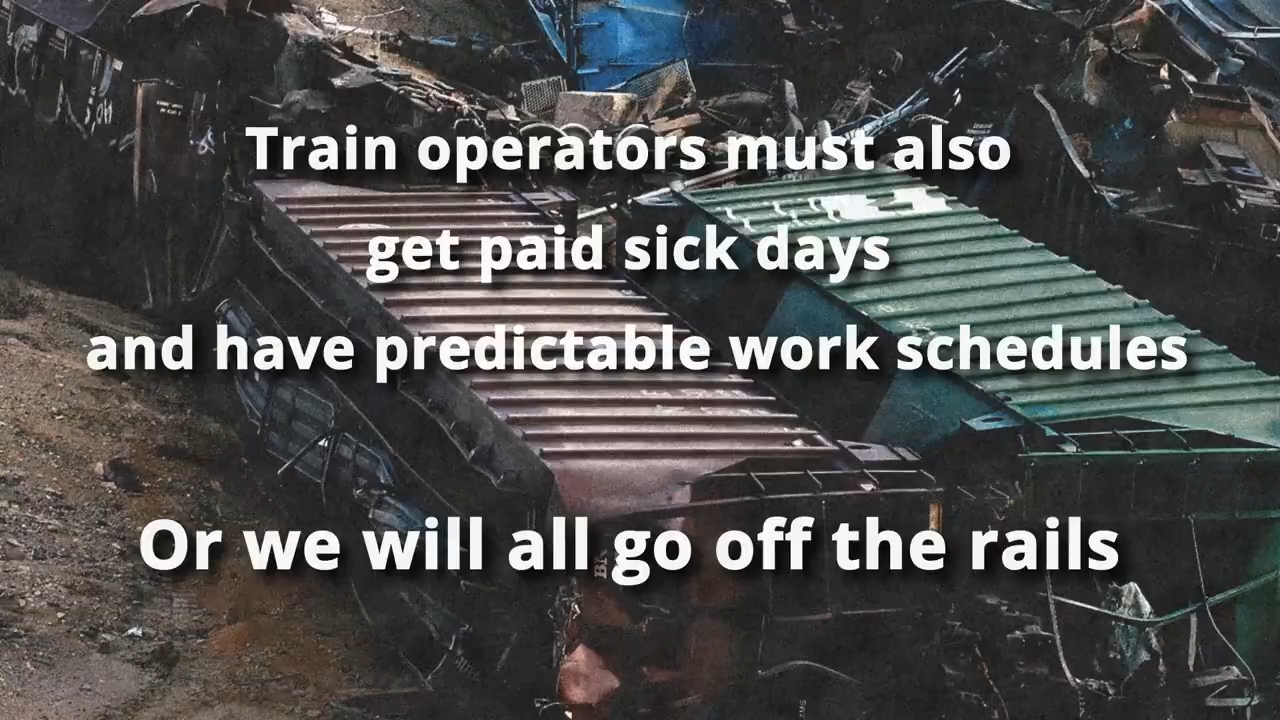 Train operators must also
get paid sick days
and have predictable work schedules
Or we will all go off the rails